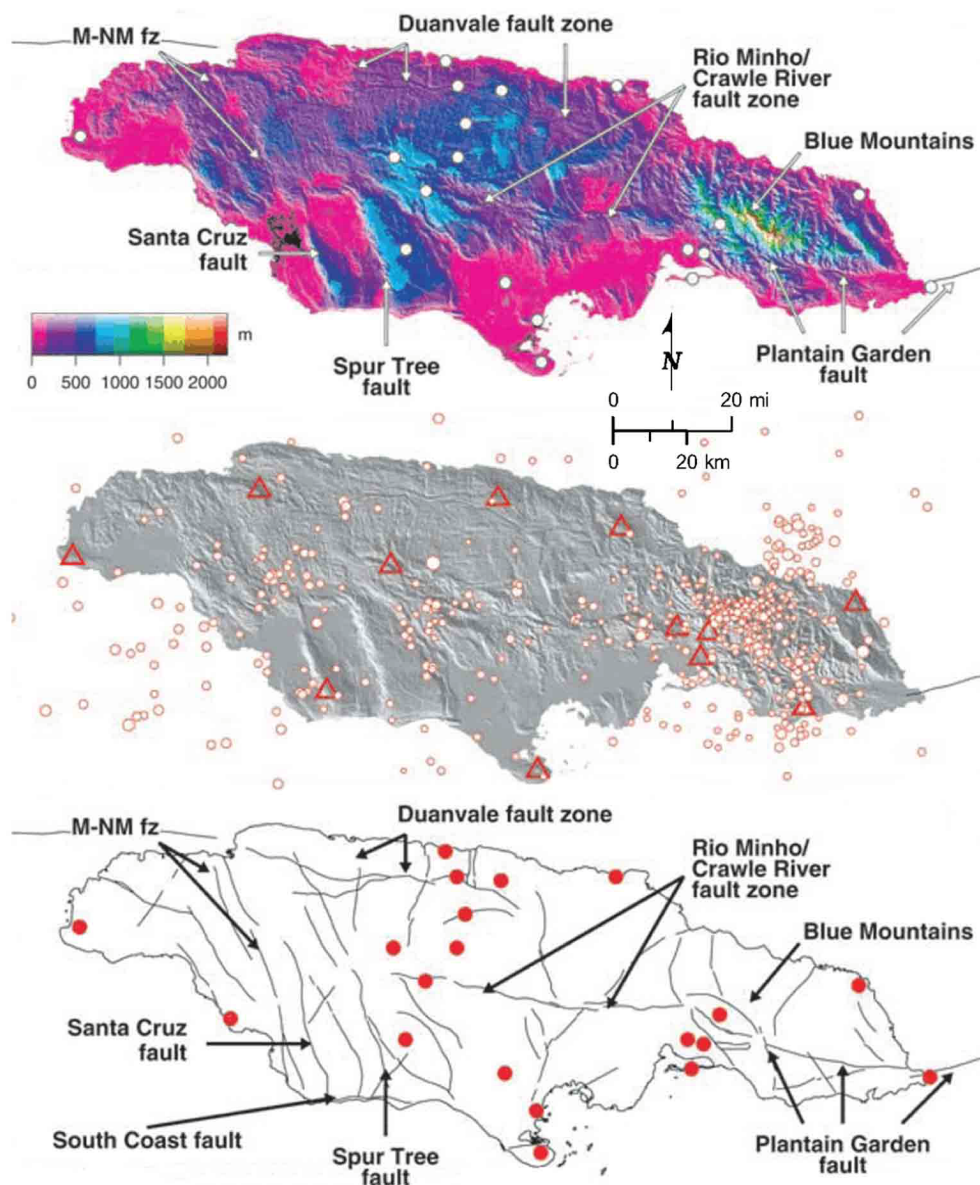 Duanvale fault zone
M-NM fz
Rio Minho/
Crawle River
fault zone
Blue Mountains
Santa Cruz
fault
m
0 500 1000 1500 2000
Spur Tree
fault
N
Plantain Garden
fault
0 20 mi
0 20 km
Duanvale fault zone
M-NM fz
Rio Minho/
Crawle River
fault zone
Blue Mountains
Santa Cruz
fault
South Coast fault
Spur Tree
fault
Plantain Garden
fault